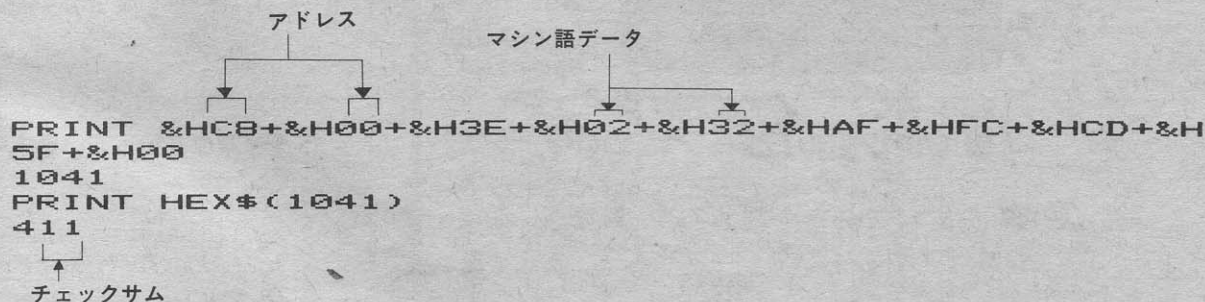 アドレス
マシン語データ
PRINT &HC8+&H00+&H3E+&H02+&H32+&HAF+&HFC+&HCD+&H
5F+&H00
1041
PRINT HEX$(1041)
411
チェックサム